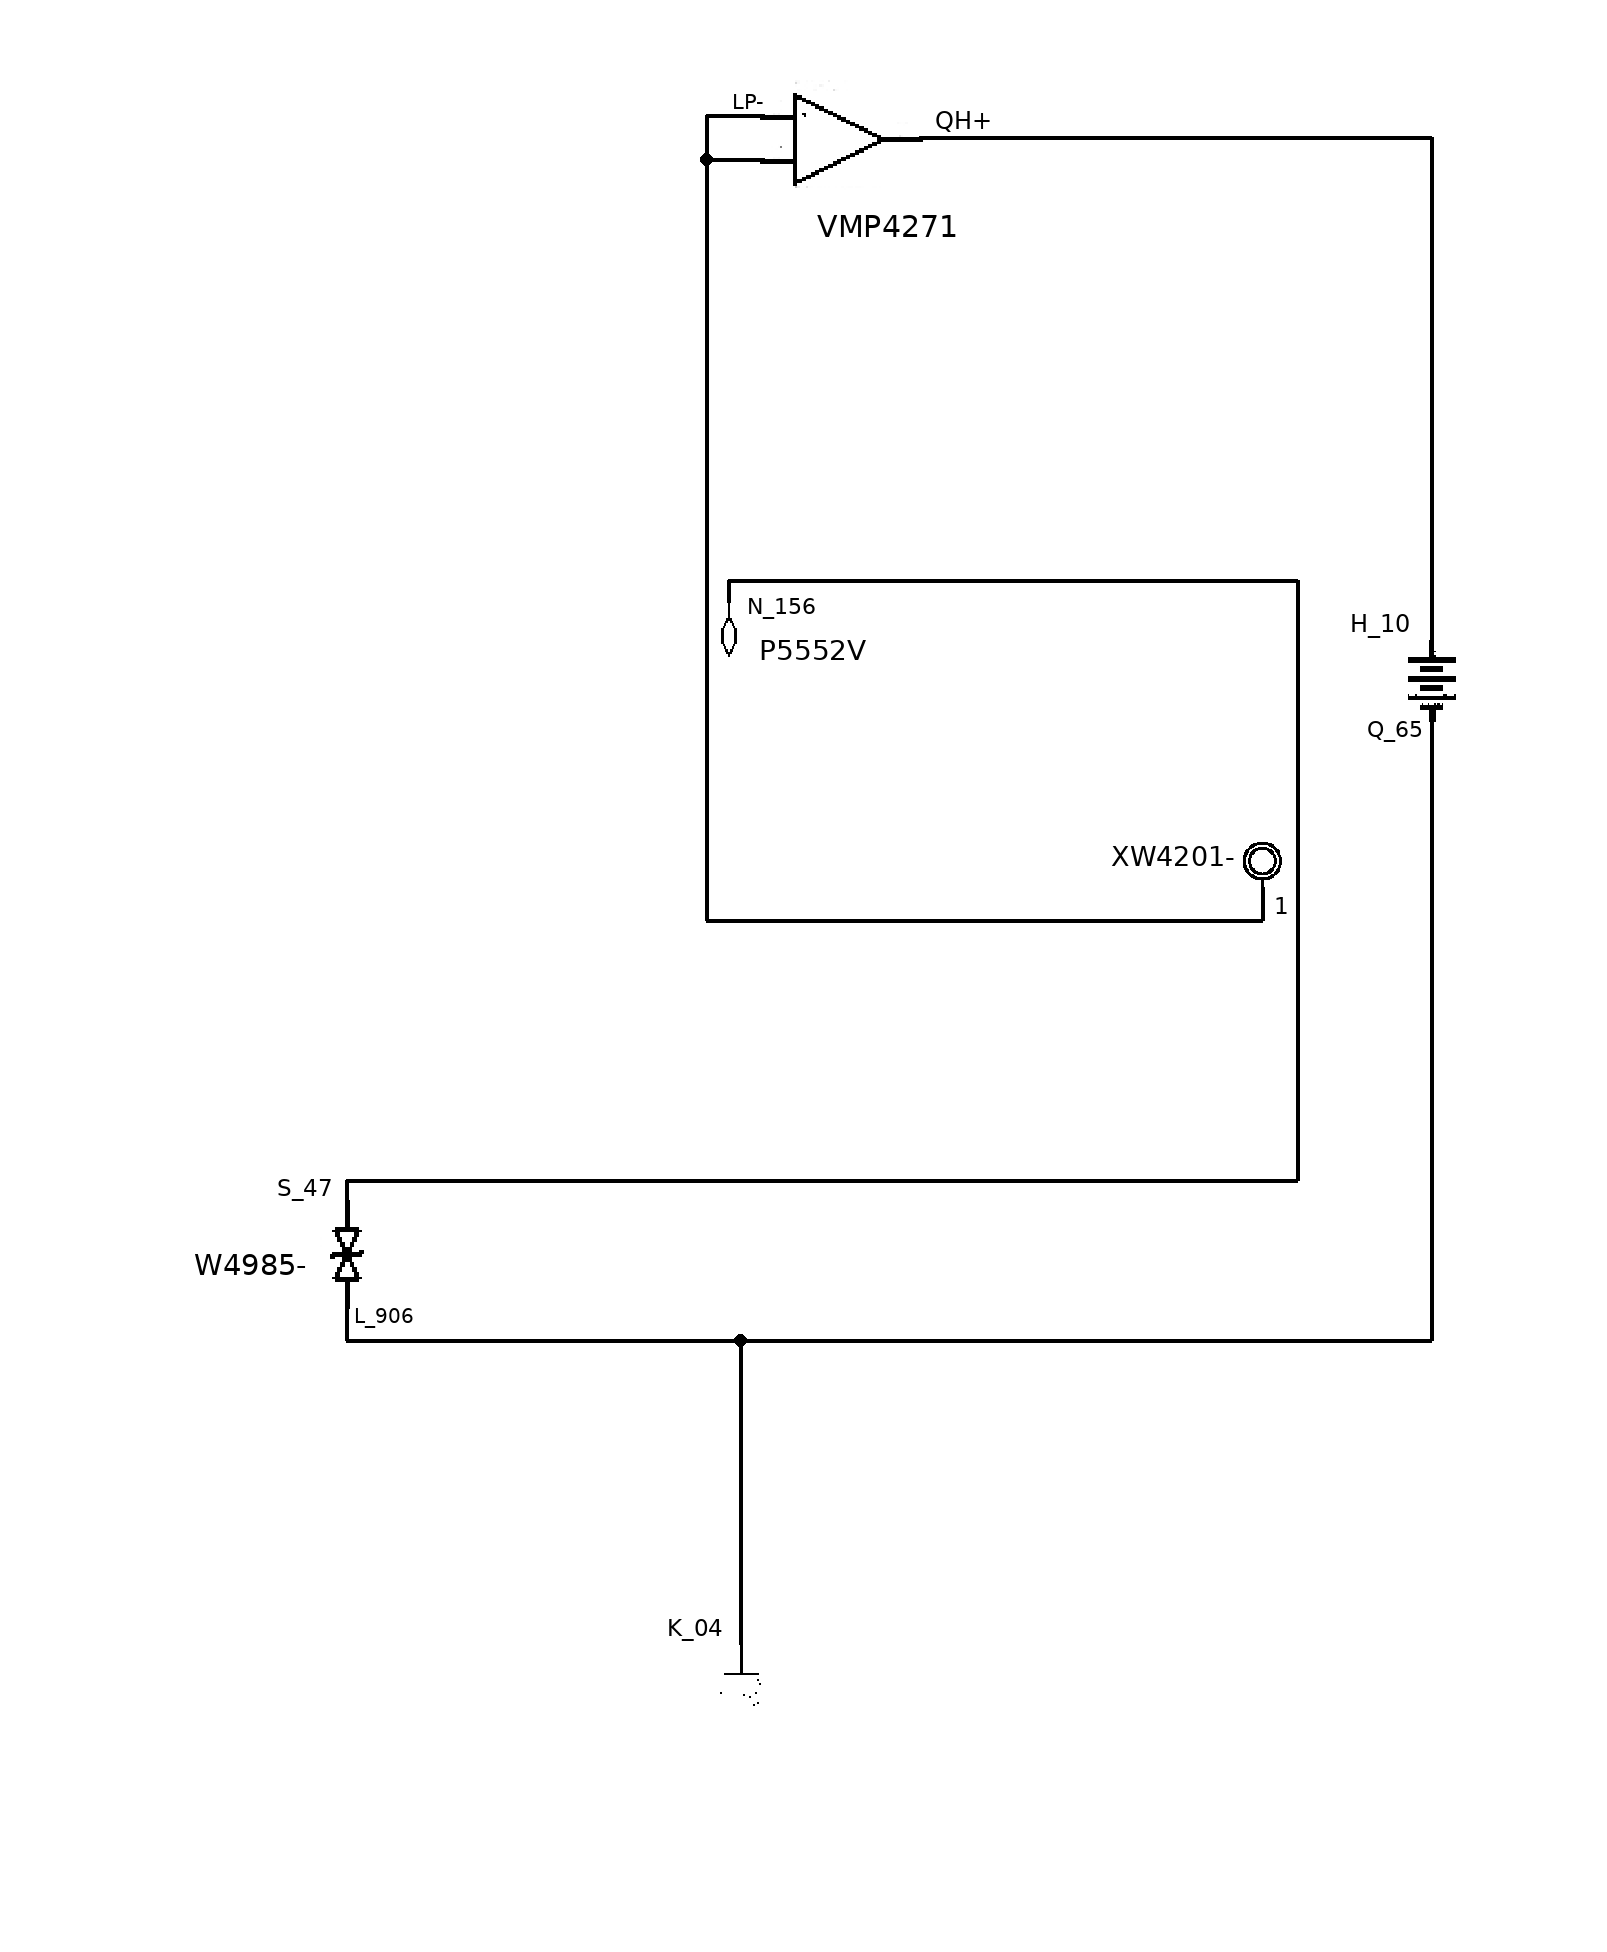 LP-
QH+
VMP4271
N_156
P5552V
H_10
Q_65
XW4201-
1
S_47
W4985-
L_906
K_04